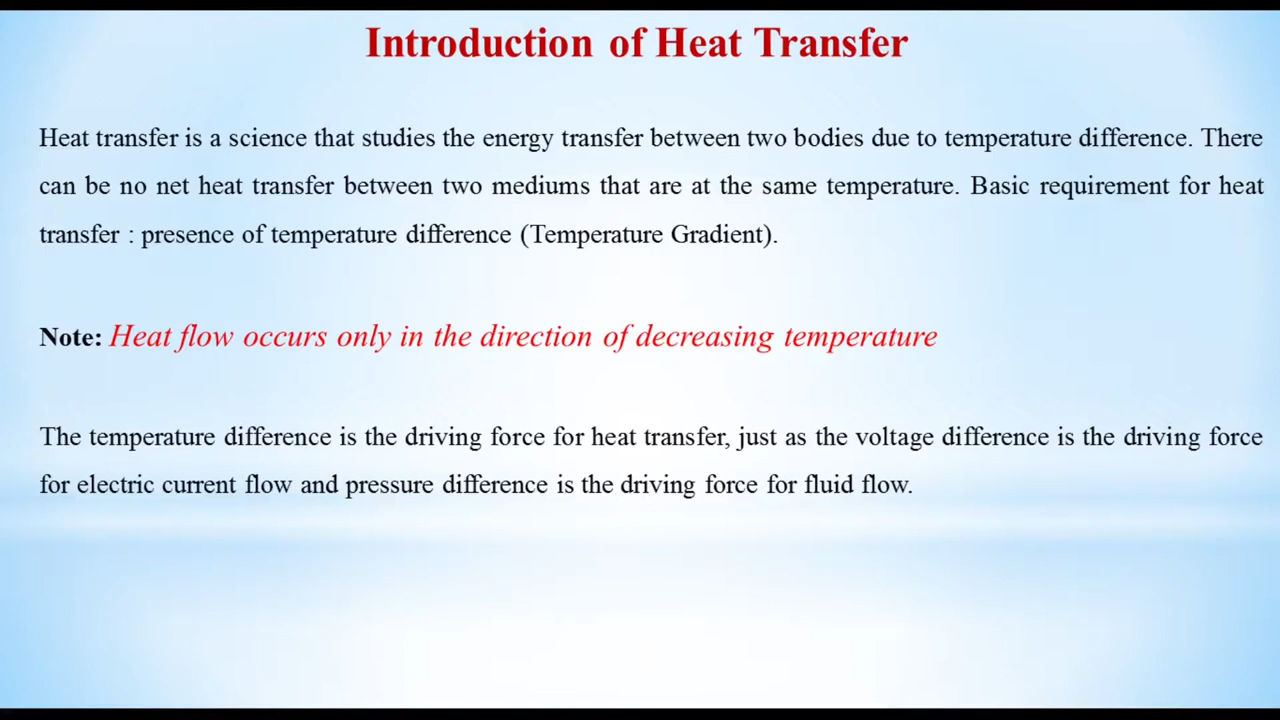 Introduction of Heat Transfer
Heat transfer is a science that studies the energy transfer between two bodies due to temperature difference. There
can be no net heat transfer between two mediums that are at the same temperature. Basic requirement for heat
transfer : presence of temperature difference (Temperature Gradient).
Note: Heat flow occurs only in the direction of decreasing temperature
The temperature difference is the driving force for heat transfer, just as the voltage difference is the driving force
for electric current flow and pressure difference is the driving force for fluid flow.